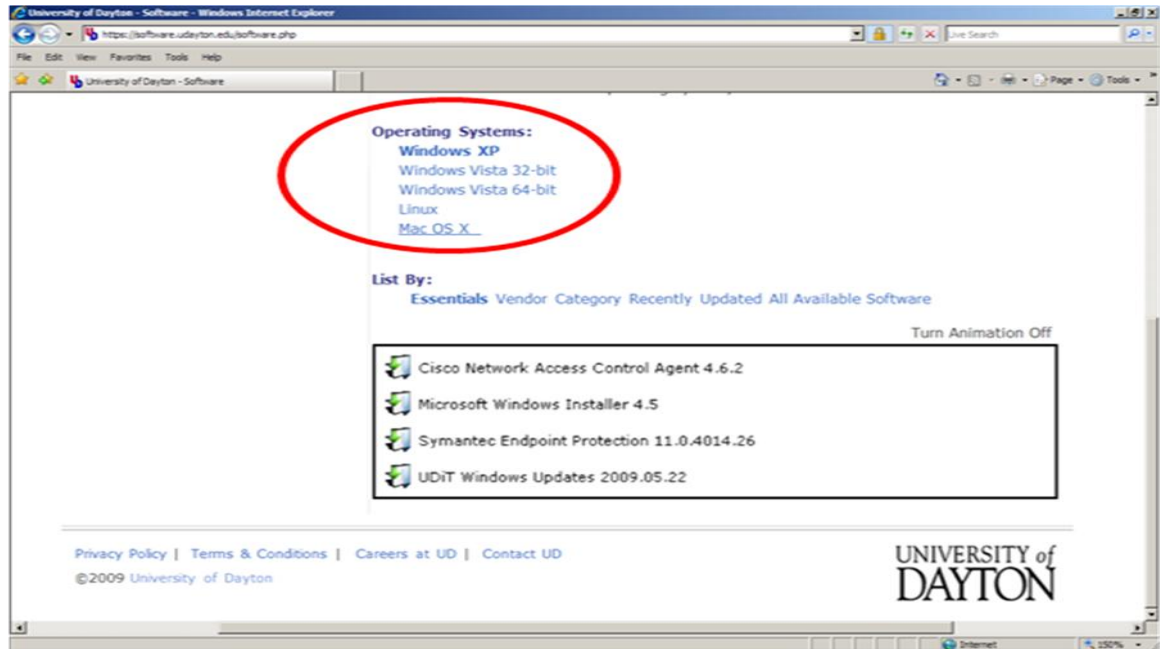 University of Dayton - Software - Windows Internet Explorer
https://software.udayton.edu/software.php
Live Search
File Edit View Favorites Tools Help
University of Dayton - Software
Page Tools
Operating Systems:
Windows XP
Windows Vista 32-bit
Windows Vista 64-bit
Linux
Mac OS X
List By:
Essentials Vendor Category Recently Updated All Available Software
Turn Animation Off
Cisco Network Access Control Agent 4.6.2
Microsoft Windows Installer 4.5
Symantec Endpoint Protection 11.0.4014.26
UDiT Windows Updates 2009.05.22
Privacy Policy | Terms & Conditions | Careers at UD | Contact UD
©2009 University of Dayton
UNIVERSITY of
DAYTON
Internet 150%